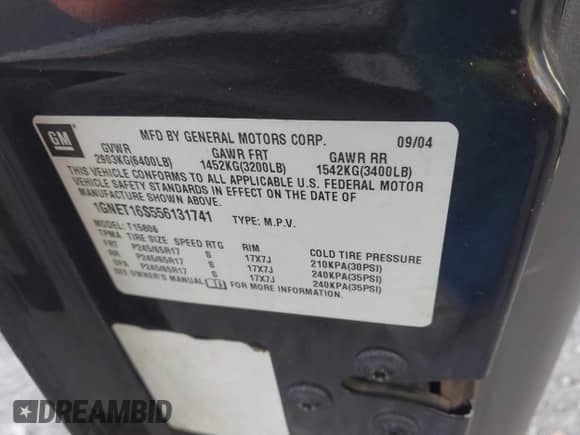 GM
MFD BY GENERAL MOTORS CORP. 09/04
GVWR GAWR FRT GAWR RR
2903KG(6400LB) 1452KG(3200LB) 1542KG(3400LB)
THIS VEHICLE CONFORMS TO ALL APPLICABLE U.S. FEDERAL MOTOR
VEHICLE SAFETY STANDARDS IN EFFECT ON THE DATE OF
MANUFACTURE SHOWN ABOVE.
1GNET16S556131741 TYPE: M.P.V.
MODEL: T15806
TPMA TIRE SIZE SPEED RTG RIM COLD TIRE PRESSURE
FRT P245/65R17 S 17X7J 210KPA(30PSI)
RR P245/65R17 S 17X7J 240KPA(35PSI)
SPA P245/65R17 S 17X7J 240KPA(35PSI)
SEE OWNER'S MANUAL FOR MORE INFORMATION.
DREAMBID